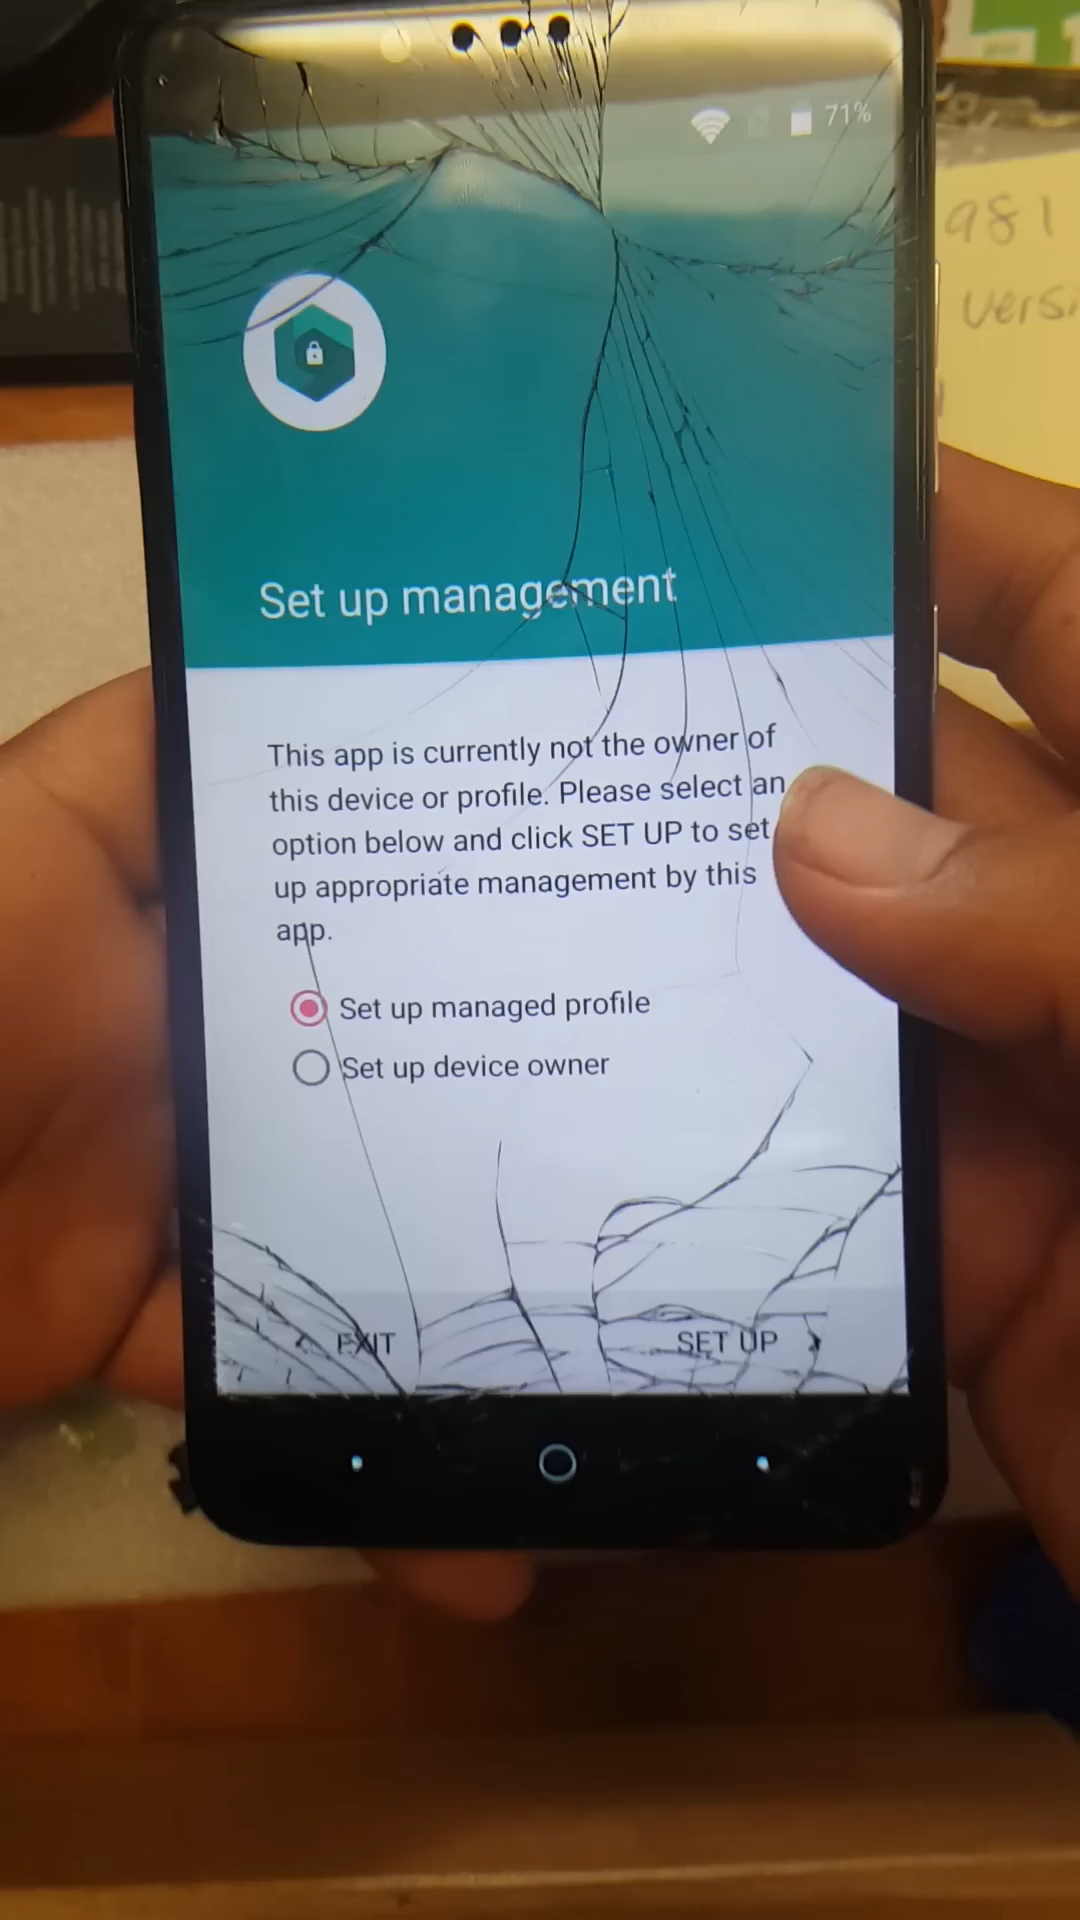 71%
981
Set up management
This app is currently not the owner of
this device or profile. Please select an
option below and click SET UP to set
up appropriate management by this
app.
Set up managed profile
Set up device owner
EXIT
SET UP